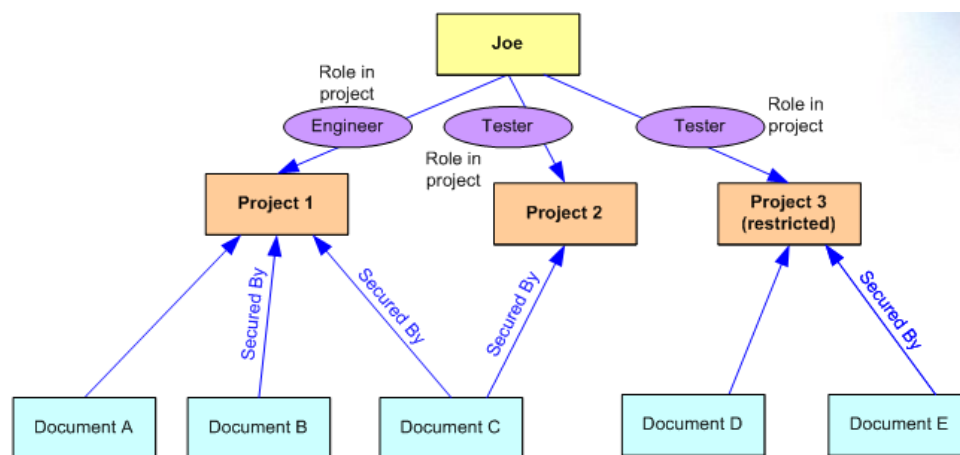 Joe
Role in
project
Role in
project
Engineer
Tester
Tester
Role in
project
Project 1
Project 2
Project 3
(restricted)
Secured By
Secured By
Secured By
Secured By
Document A
Document B
Document C
Document D
Document E